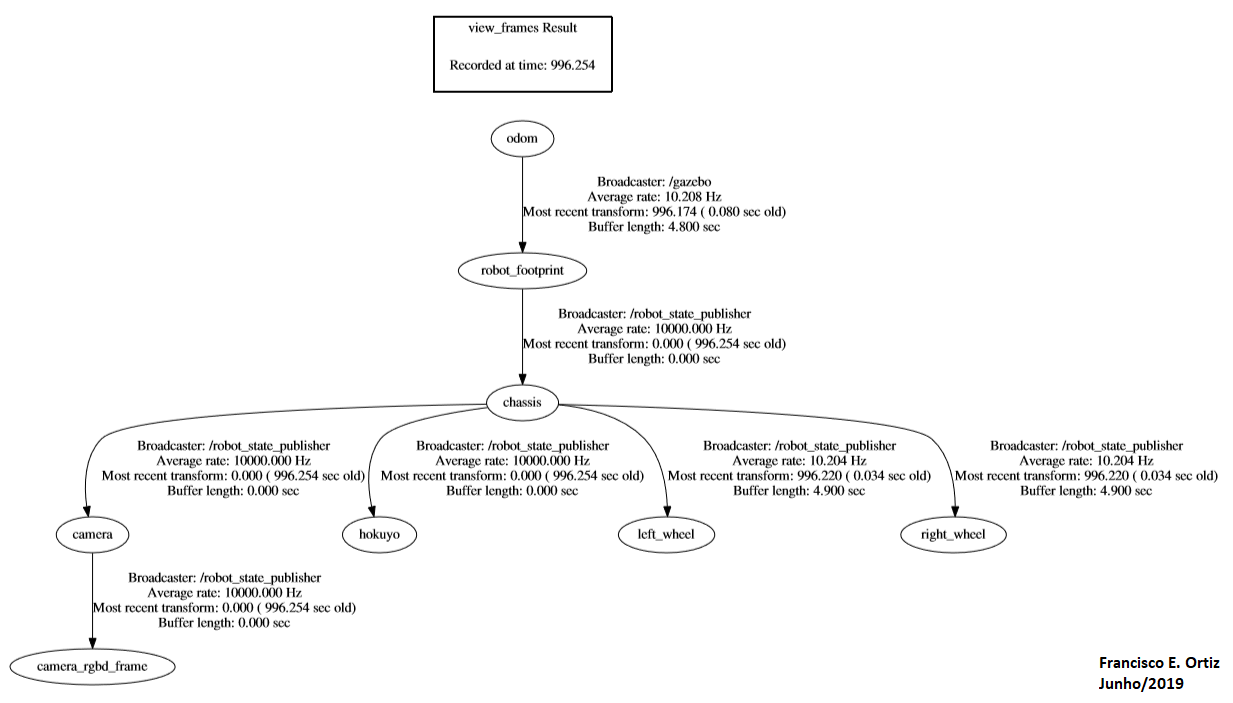 view_frames Result
Recorded at time: 996.254
odom
Broadcaster: /gazebo
Average rate: 10.208 Hz
Most recent transform: 996.174 ( 0.080 sec old)
Buffer length: 4.800 sec
robot_footprint
Broadcaster: /robot_state_publisher
Average rate: 10000.000 Hz
Most recent transform: 0.000 ( 996.254 sec old)
Buffer length: 0.000 sec
chassis
Broadcaster: /robot_state_publisher
Average rate: 10000.000 Hz
Most recent transform: 0.000 ( 996.254 sec old)
Buffer length: 0.000 sec
Broadcaster: /robot_state_publisher
Average rate: 10000.000 Hz
Most recent transform: 0.000 ( 996.254 sec old)
Buffer length: 0.000 sec
Broadcaster: /robot_state_publisher
Average rate: 10.204 Hz
Most recent transform: 996.220 ( 0.034 sec old)
Buffer length: 4.900 sec
Broadcaster: /robot_state_publisher
Average rate: 10.204 Hz
Most recent transform: 996.220 ( 0.034 sec old)
Buffer length: 4.900 sec
camera
hokuyo
left_wheel
right_wheel
Broadcaster: /robot_state_publisher
Average rate: 10000.000 Hz
Most recent transform: 0.000 ( 996.254 sec old)
Buffer length: 0.000 sec
camera_rgbd_frame
Francisco E. Ortiz
Junho/2019